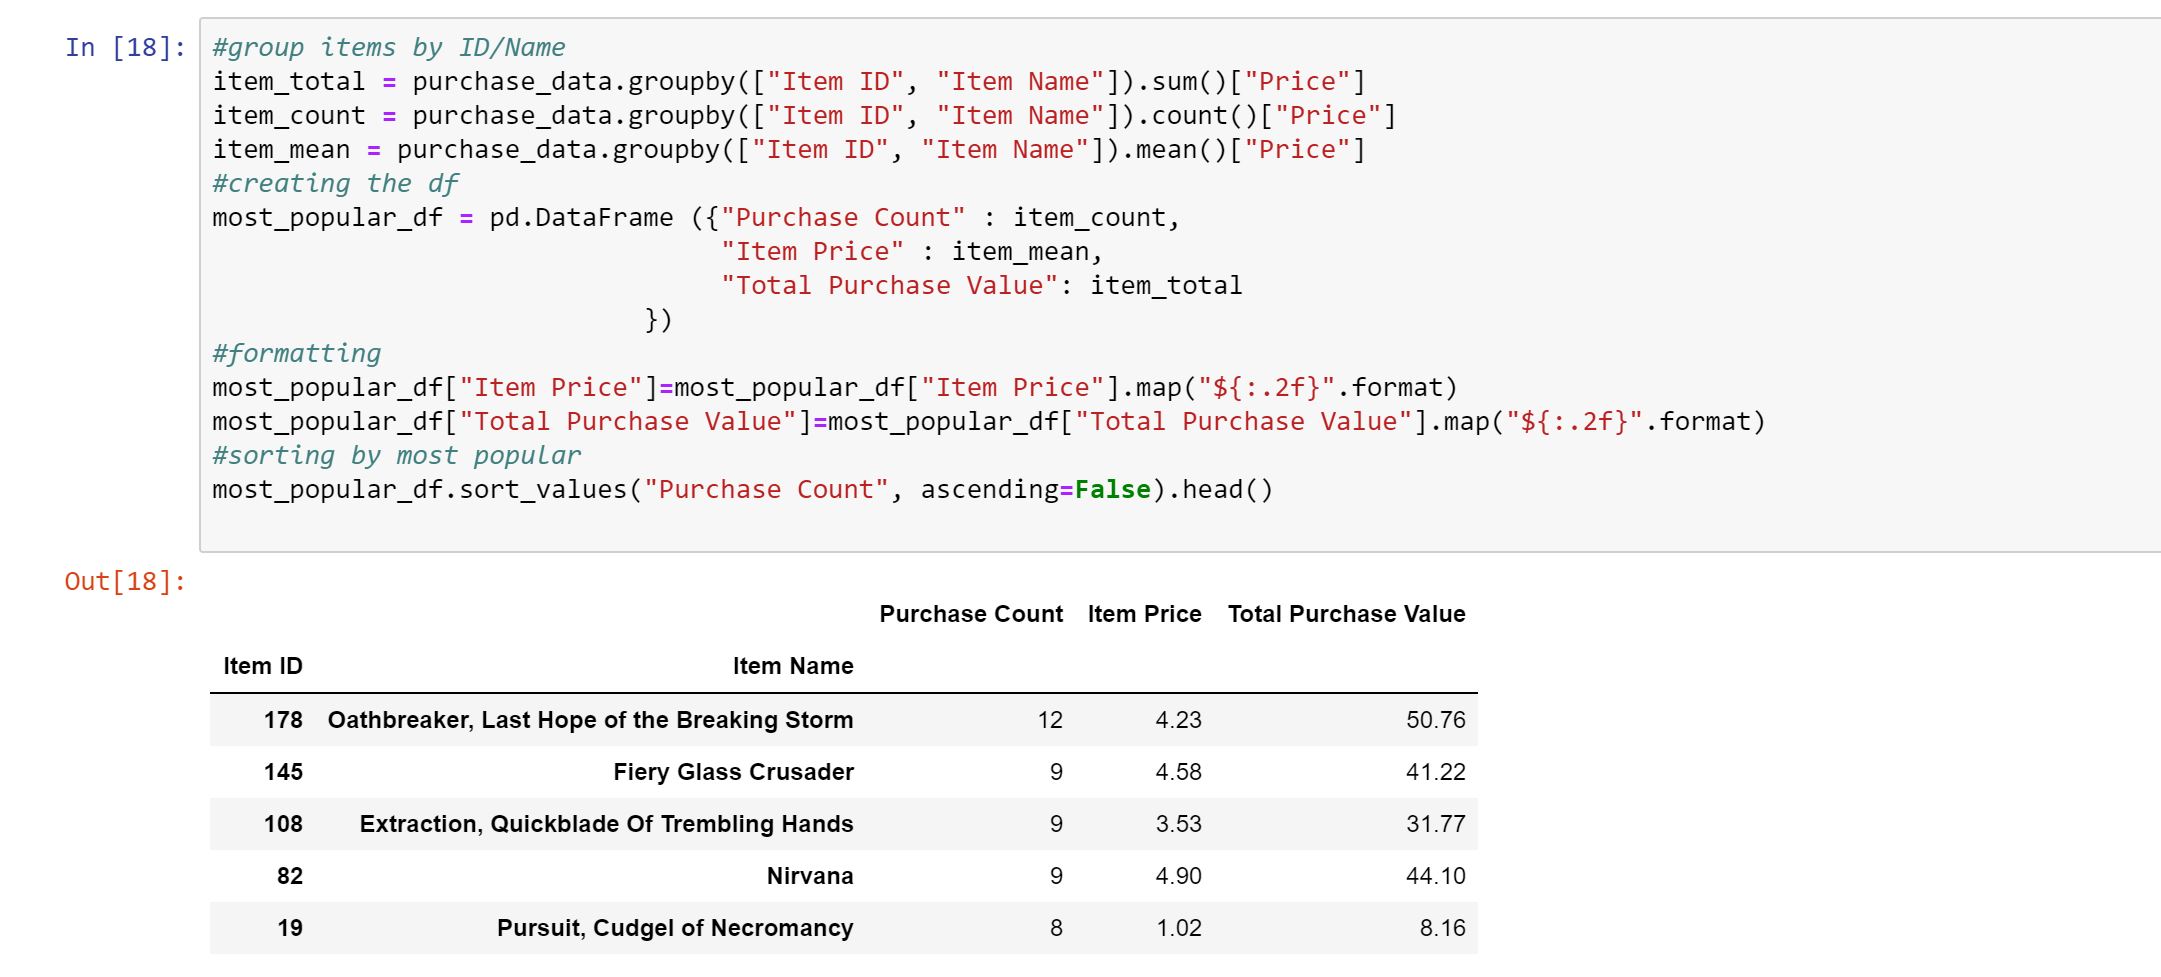 In [18]: #group items by ID/Name
item_total = purchase_data.groupby(["Item ID", "Item Name"]).sum()["Price"]
item_count = purchase_data.groupby(["Item ID", "Item Name"]).count()["Price"]
item_mean = purchase_data.groupby(["Item ID", "Item Name"]).mean()["Price"]
#creating the df
most_popular_df = pd.DataFrame ({"Purchase Count" : item_count,
"Item Price" : item_mean,
"Total Purchase Value": item_total
})
#formatting
most_popular_df["Item Price"]=most_popular_df["Item Price"].map("${:.2f}".format)
most_popular_df["Total Purchase Value"]=most_popular_df["Total Purchase Value"].map("${:.2f}".format)
#sorting by most popular
most_popular_df.sort_values("Purchase Count", ascending=False).head()
Out[18]:
Purchase Count Item Price Total Purchase Value
Item ID Item Name
178 Oathbreaker, Last Hope of the Breaking Storm 12 4.23 50.76
145 Fiery Glass Crusader 9 4.58 41.22
108 Extraction, Quickblade Of Trembling Hands 9 3.53 31.77
82 Nirvana 9 4.90 44.10
19 Pursuit, Cudgel of Necromancy 8 1.02 8.16